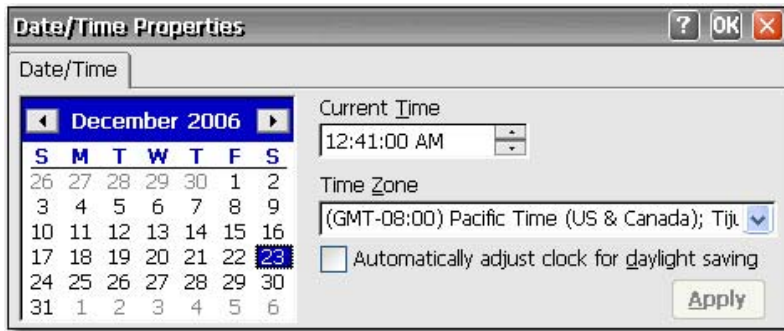 Date/Time Properties ? OK X
Date/Time
December 2006
S M T W T F S
26 27 28 29 30 1 2
3 4 5 6 7 8 9
10 11 12 13 14 15 16
17 18 19 20 21 22 23
24 25 26 27 28 29 30
31 1 2 3 4 5 6
Current Time
12:41:00 AM
Time Zone
(GMT-08:00) Pacific Time (US & Canada); Tiju
Automatically adjust clock for daylight saving
Apply